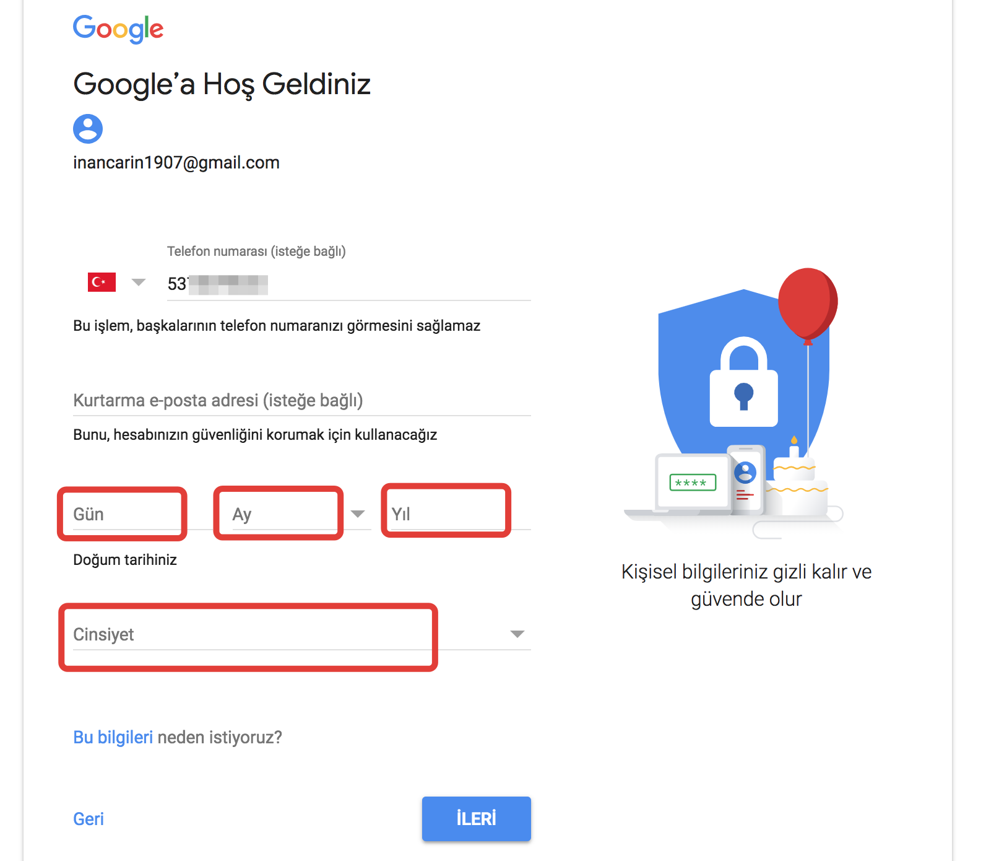 Google
Google’a Hoş Geldiniz
inancarin1907@gmail.com
Telefon numarası (isteğe bağlı)
53
Bu işlem, başkalarının telefon numaranızı görmesini sağlamaz
Kurtarma e-posta adresi (isteğe bağlı)
Bunu, hesabınızın güvenliğini korumak için kullanacağız
Gün Ay Yıl
Doğum tarihiniz
Cinsiyet
Bu bilgileri neden istiyoruz?
Geri İLERİ
****
Kişisel bilgileriniz gizli kalır ve
güvende olur